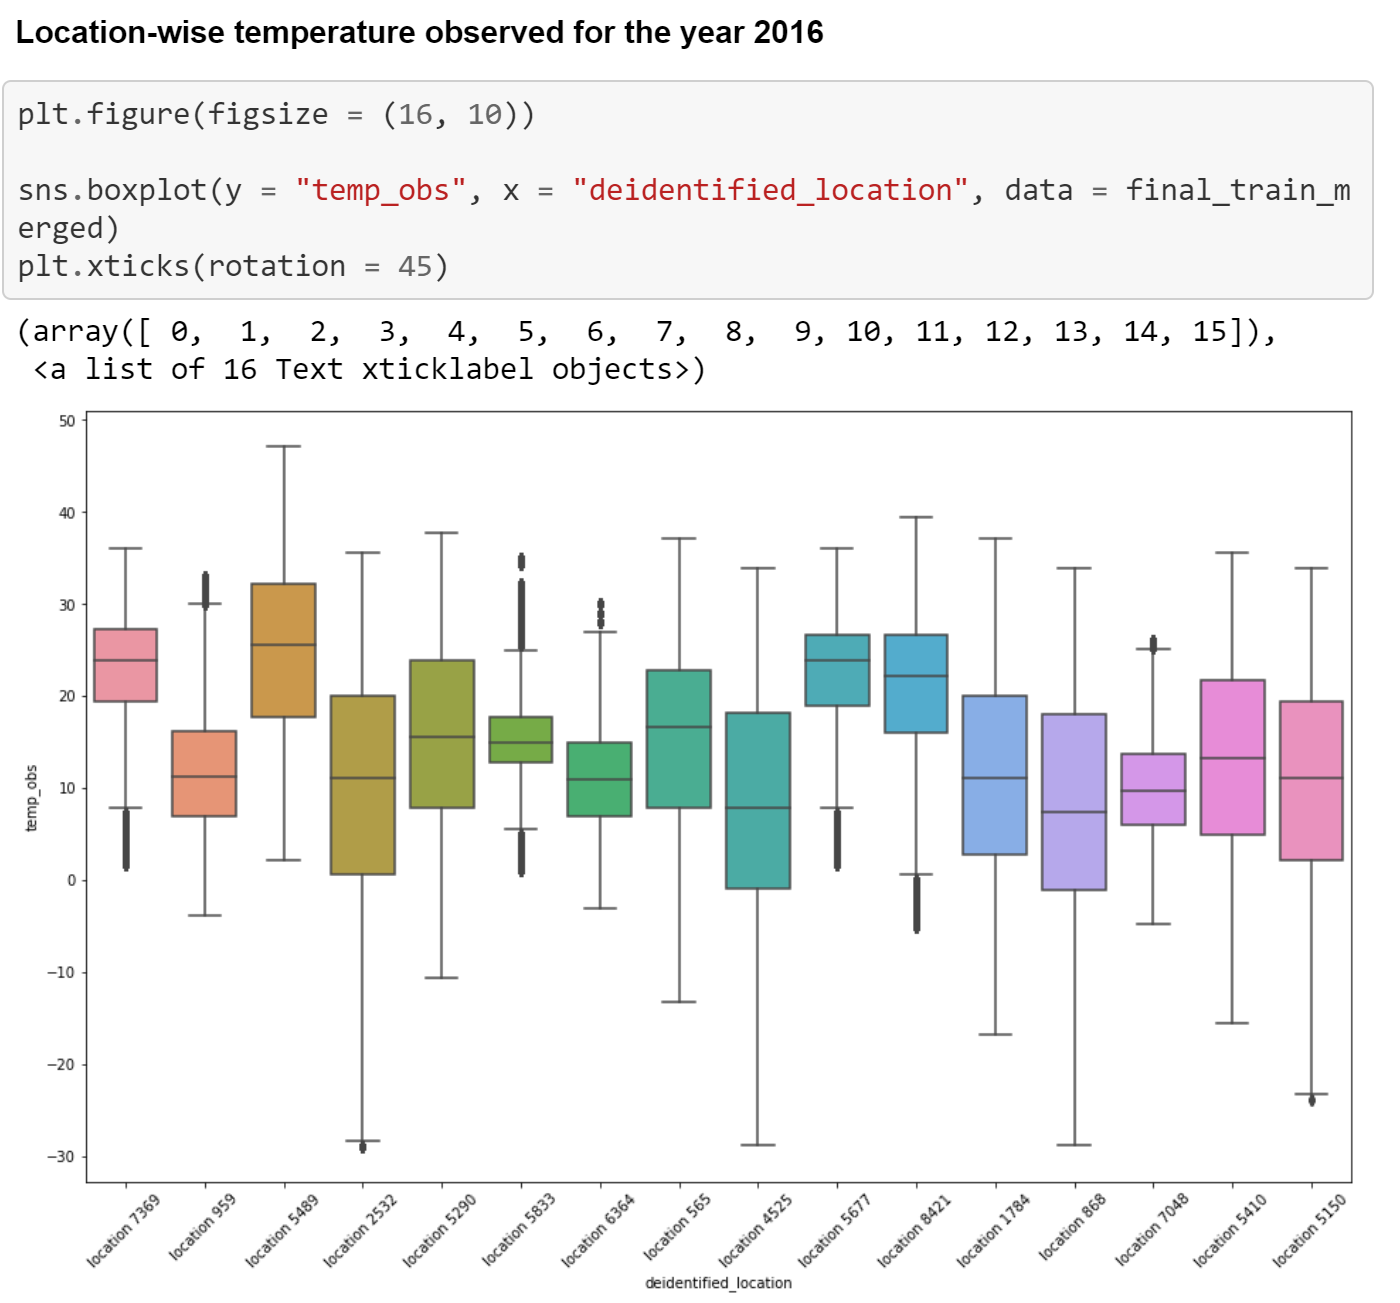 Location-wise temperature observed for the year 2016
plt.figure(figsize = (16, 10))
sns.boxplot(y = "temp_obs", x = "deidentified_location", data = final_train_m
erged)
plt.xticks(rotation = 45)
(array([ 0,  1,  2,  3,  4,  5,  6,  7,  8,  9, 10, 11, 12, 13, 14, 15]),
 <a list of 16 Text xticklabel objects>)
50
40
30
20
10
0
−10
−20
−30
temp_obs
location 7369
location 959
location 5489
location 2532
location 5290
location 5833
location 6364
location 565
location 4525
location 5677
location 8421
location 1784
location 868
location 7048
location 5410
location 5150
deidentified_location